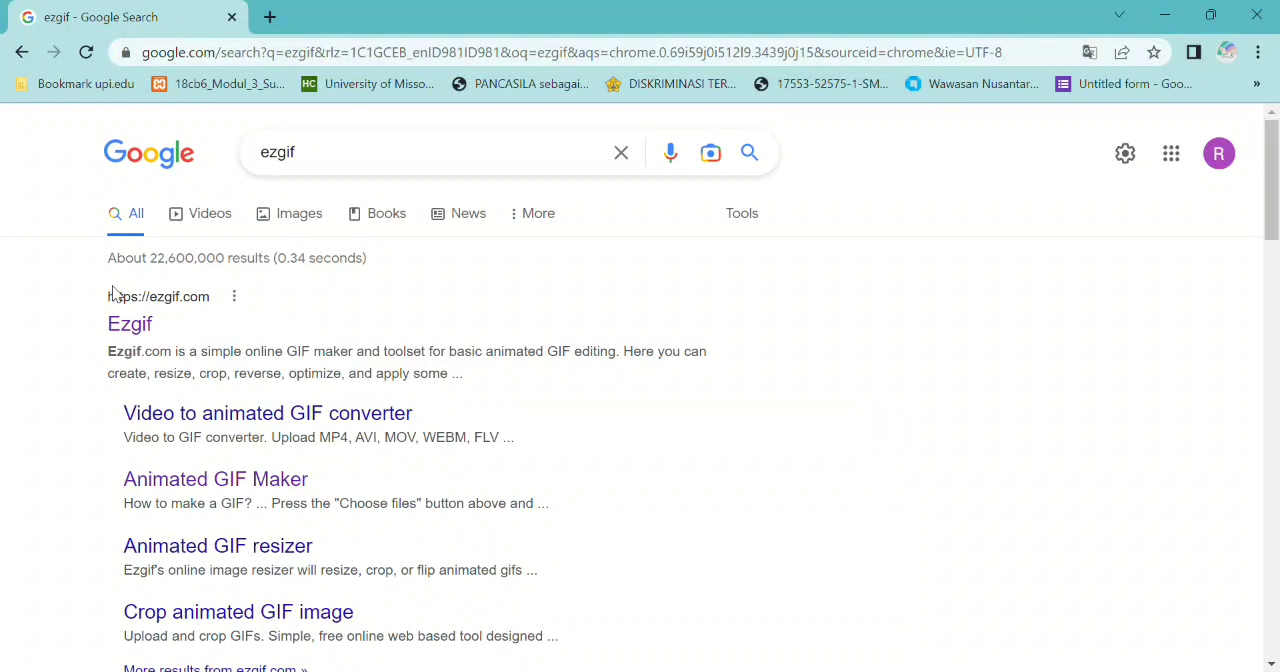 ezgif - Google Search
google.com/search?q=ezgif&rlz=1C1GCEB_enID981ID981&oq=ezgif&aqs=chrome.0.69i59j0i512l9.3439j0j15&sourceid=chrome&ie=UTF-8
Bookmark upi.edu 18cb6_Modul_3_Su... HC University of Misso... PANCASILA sebagai... DISKRIMINASI TER... 17553-52575-1-SM... Wawasan Nusantar... Untitled form - Goo... »
Google ezgif R
All Videos Images Books News More Tools
About 22,600,000 results (0.34 seconds)
https://ezgif.com
Ezgif
Ezgif.com is a simple online GIF maker and toolset for basic animated GIF editing. Here you can
create, resize, crop, reverse, optimize, and apply some ...
Video to animated GIF converter
Video to GIF converter. Upload MP4, AVI, MOV, WEBM, FLV ...
Animated GIF Maker
How to make a GIF? ... Press the "Choose files" button above and ...
Animated GIF resizer
Ezgif's online image resizer will resize, crop, or flip animated gifs ...
Crop animated GIF image
Upload and crop GIFs. Simple, free online web based tool designed ...
More results from ezgif.com »